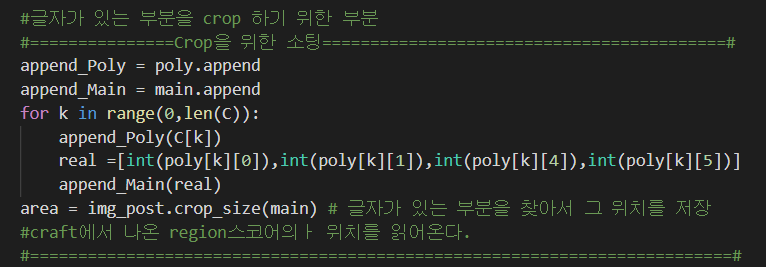 #글자가 있는 부분을 crop 하기 위한 부분
#===============Crop을 위한 소팅==========================================#
append_Poly = poly.append
append_Main = main.append
for k in range(0,len(C)):
    append_Poly(C[k])
    real =[int(poly[k][0]),int(poly[k][1]),int(poly[k][4]),int(poly[k][5])]
    append_Main(real)
area = img_post.crop_size(main) # 글자가 있는 부분을 찾아서 그 위치를 저장
#craft에서 나온 region스코어의ㅏ 위치를 읽어온다.
#=========================================================================#